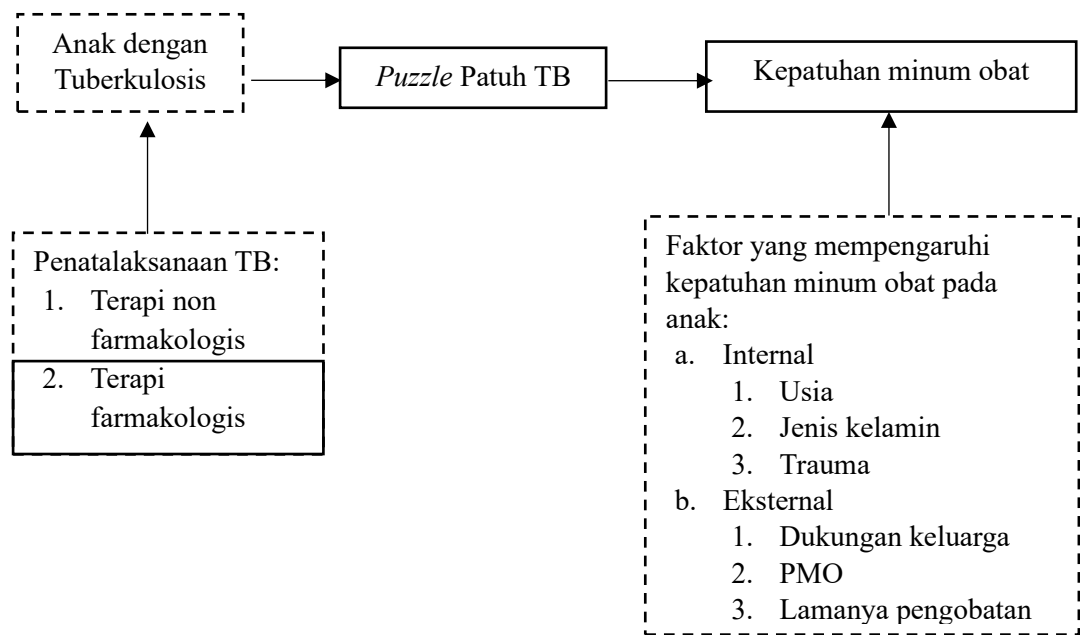 Anak dengan
Tuberkulosis
Puzzle Patuh TB
Kepatuhan minum obat
Penatalaksanaan TB:
1. Terapi non
farmakologis
2. Terapi
farmakologis
Faktor yang mempengaruhi
kepatuhan minum obat pada
anak:
a. Internal
1. Usia
2. Jenis kelamin
3. Trauma
b. Eksternal
1. Dukungan keluarga
2. PMO
3. Lamanya pengobatan